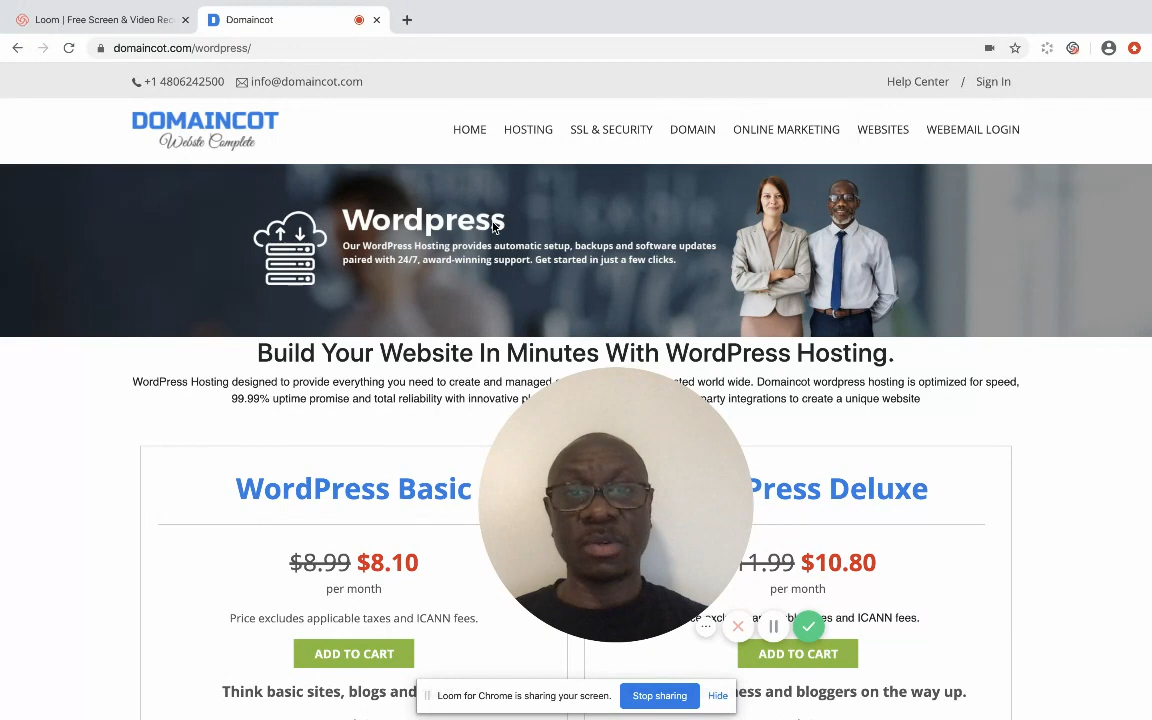 Loom | Free Screen & Video Rec
Domaincot
domaincot.com/wordpress/
+1 4806242500 info@domaincot.com
Help Center / Sign In
DOMAINCOT
Website Complete
HOME HOSTING SSL & SECURITY DOMAIN ONLINE MARKETING WEBSITES WEBEMAIL LOGIN
Wordpress
Our WordPress Hosting provides automatic setup, backups and software updates
paired with 24/7, award-winning support. Get started in just a few clicks.
Build Your Website In Minutes With WordPress Hosting.
WordPress Hosting designed to provide everything you need to create and managed world wide. Domaincot wordpress hosting is optimized for speed,
99.99% uptime promise and total reliability with innovative party integrations to create a unique website
WordPress Basic
Press Deluxe
$8.99 $8.10
per month
Price excludes applicable taxes and ICANN fees.
ADD TO CART
Think basic sites, blogs and
$10.80
per month
es and ICANN fees.
ADD TO CART
ness and bloggers on the way up.
Loom for Chrome is sharing your screen. Stop sharing Hide